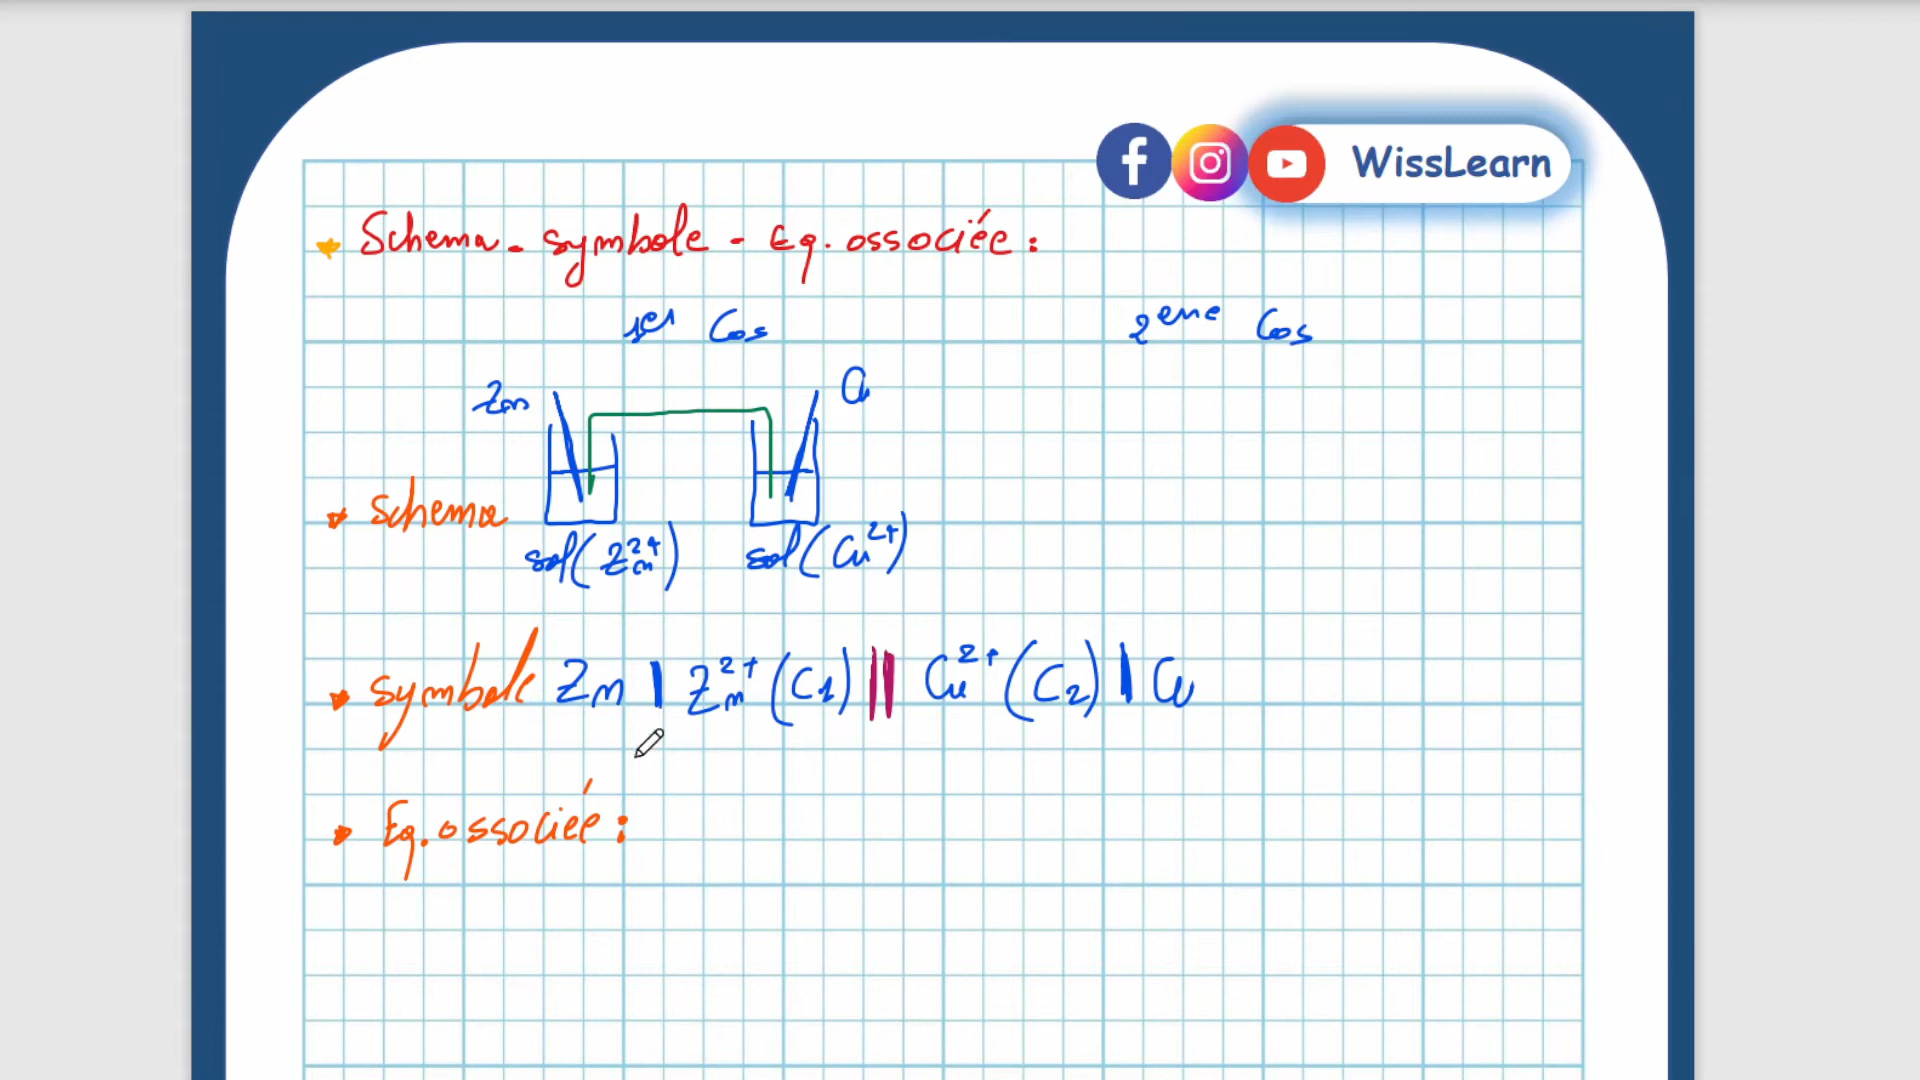 WissLearn
Schema - symbole - Eq. associée :
1er Cas 2eme Cas
Zn Cu
Schema
sol(Zn²⁺) sol(Cu²⁺)
symbole Zn | Zn²⁺ (C1) || Cu²⁺ (C2) | Cu
Eq. associée :